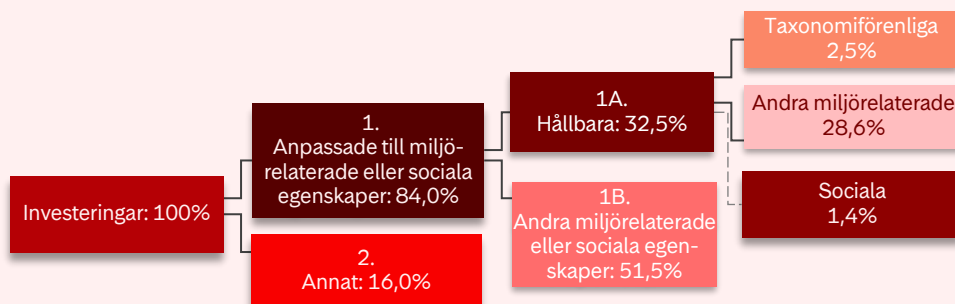 Investeringar: 100%
1.
Anpassade till miljö-
relaterade eller sociala
egenskaper: 84,0%
2.
Annat: 16,0%
1A.
Hållbara: 32,5%
1B.
Andra miljörelaterade
eller sociala egen-
skaper: 51,5%
Taxonomiförenliga
2,5%
Andra miljörelaterade
28,6%
Sociala
1,4%